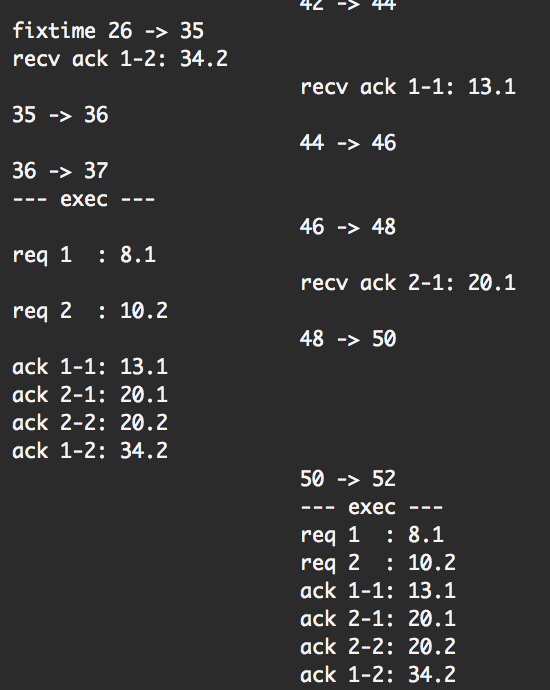 fixtime 26 -> 35
recv ack 1-2: 34.2
35 -> 36
36 -> 37
--- exec ---
req 1  : 8.1
req 2  : 10.2
ack 1-1: 13.1
ack 2-1: 20.1
ack 2-2: 20.2
ack 1-2: 34.2
42 -> 44
recv ack 1-1: 13.1
44 -> 46
46 -> 48
recv ack 2-1: 20.1
48 -> 50
50 -> 52
--- exec ---
req 1  : 8.1
req 2  : 10.2
ack 1-1: 13.1
ack 2-1: 20.1
ack 2-2: 20.2
ack 1-2: 34.2